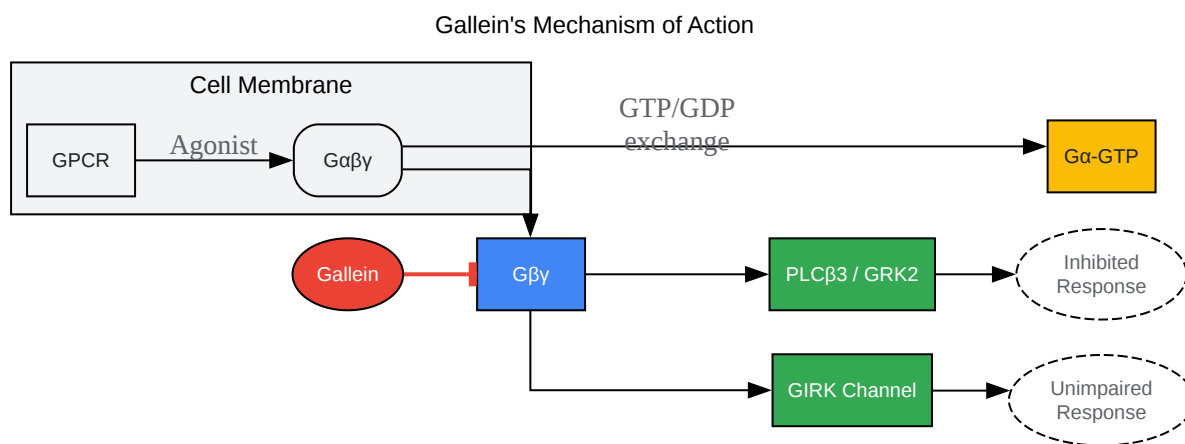 Gallein's Mechanism of Action
Cell Membrane
GPCR
Agonist
Gαβγ
GTP/GDP
exchange
Gα-GTP
Gallein
Gβγ
PLCβ3 / GRK2
Inhibited
Response
GIRK Channel
Unimpaired
Response